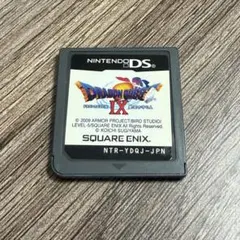 NINTENDO DS
DRAGON QUEST
IX
© 2009 ARMOR PROJECT/BIRD STUDIO/
LEVEL-5/SQUARE ENIX All Rights Reserved.
© KOICHI SUGIYAMA
SQUARE ENIX.
NTR-YDQJ-JPN